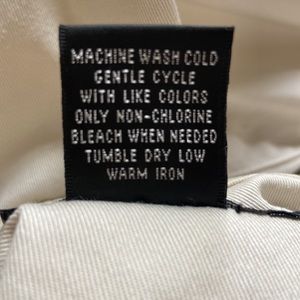 MACHINE WASH COLD
GENTLE CYCLE
WITH LIKE COLORS
ONLY NON-CHLORINE
BLEACH WHEN NEEDED
TUMBLE DRY LOW
WARM IRON